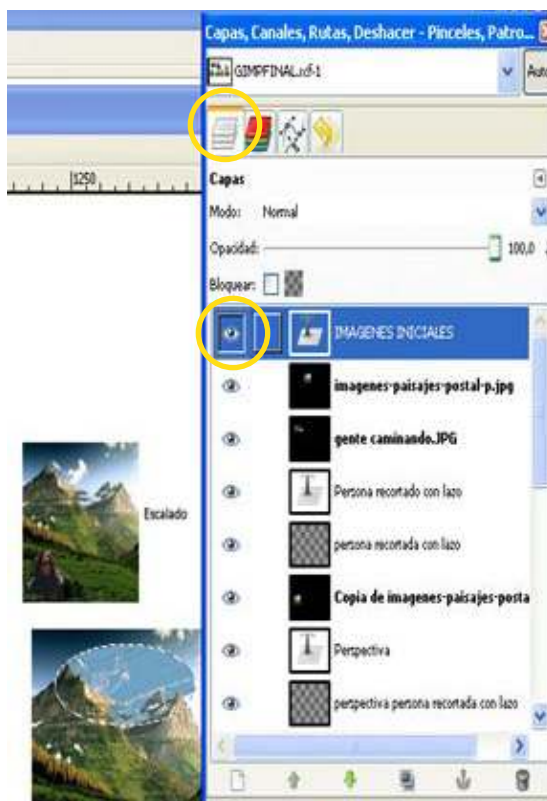 Capas, Canales, Rutas, Deshacer - Pinceles, Patro...
GIMPFINAL.xcf-1
Auto
1250
Capas
Modo: Normal
Opacidad: 100,0
Bloquear:
IMAGENES INICIALES
imagenes-paisajes-postal-p.jpg
gente caminando.JPG
Persona recortado con lazo
persona recortada con lazo
Copia de imagenes-paisajes-posta
Perspectiva
perspectiva persona recortada con lazo
Escalado